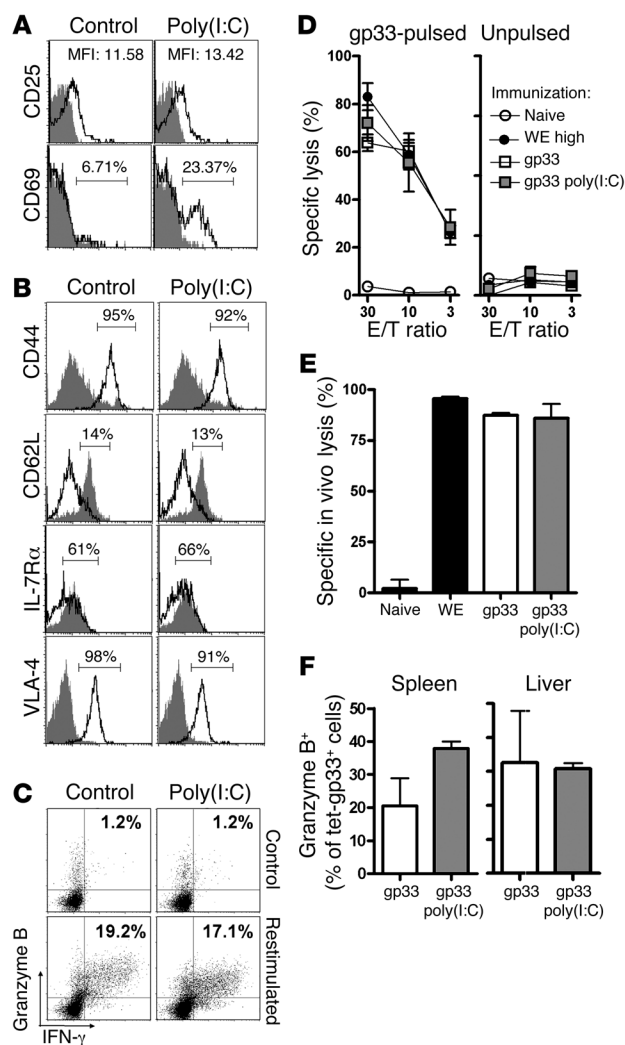 A
Control
Poly(I:C)
CD25
MFI: 11.58
MFI: 13.42
CD69
6.71%
23.37%
B
Control
Poly(I:C)
CD44
95%
92%
CD62L
14%
13%
IL-7Rα
61%
66%
VLA-4
98%
91%
C
Control
Poly(I:C)
1.2%
1.2%
Control
19.2%
17.1%
Restimulated
Granzyme B
IFN-γ
D
gp33-pulsed
Unpulsed
Specifc lysis (%)
100
80
60
40
20
0
30 10 3
E/T ratio
30 10 3
E/T ratio
Immunization:
Naive
WE high
gp33
gp33 poly(I:C)
E
Specific in vivo lysis (%)
100
75
50
25
0
Naive
WE
gp33
gp33
poly(I:C)
F
Spleen
Liver
Granzyme B+
(% of tet-gp33+ cells)
50
40
30
20
10
0
gp33
gp33
poly(I:C)
gp33
gp33
poly(I:C)